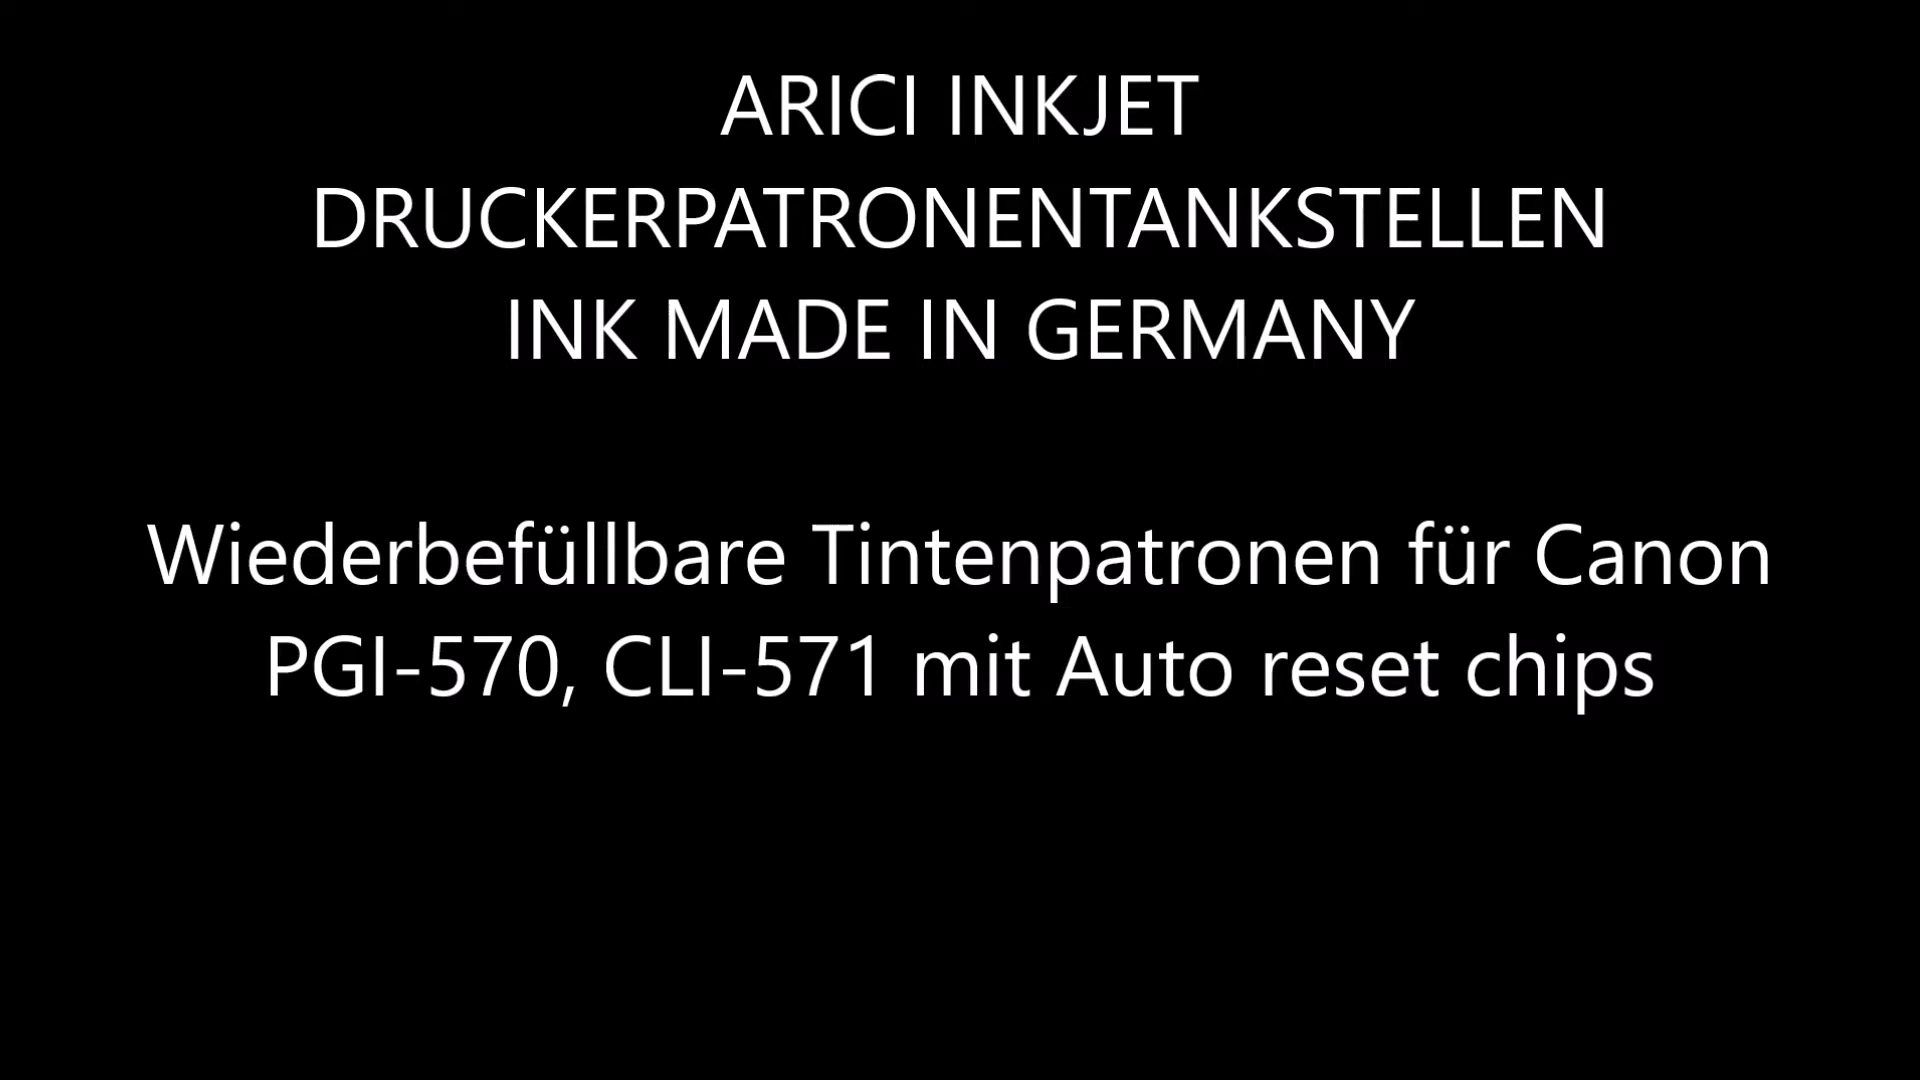 ARICI INKJET
DRUCKERPATRONENTANKSTELLEN
INK MADE IN GERMANY
Wiederbefüllbare Tintenpatronen für Canon
PGI-570, CLI-571 mit Auto reset chips